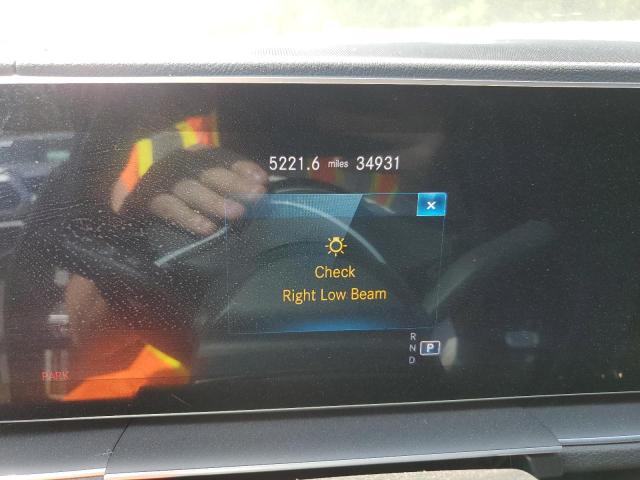 5221.6 miles 34931
×
Check
Right Low Beam
R
N P
D
PARK